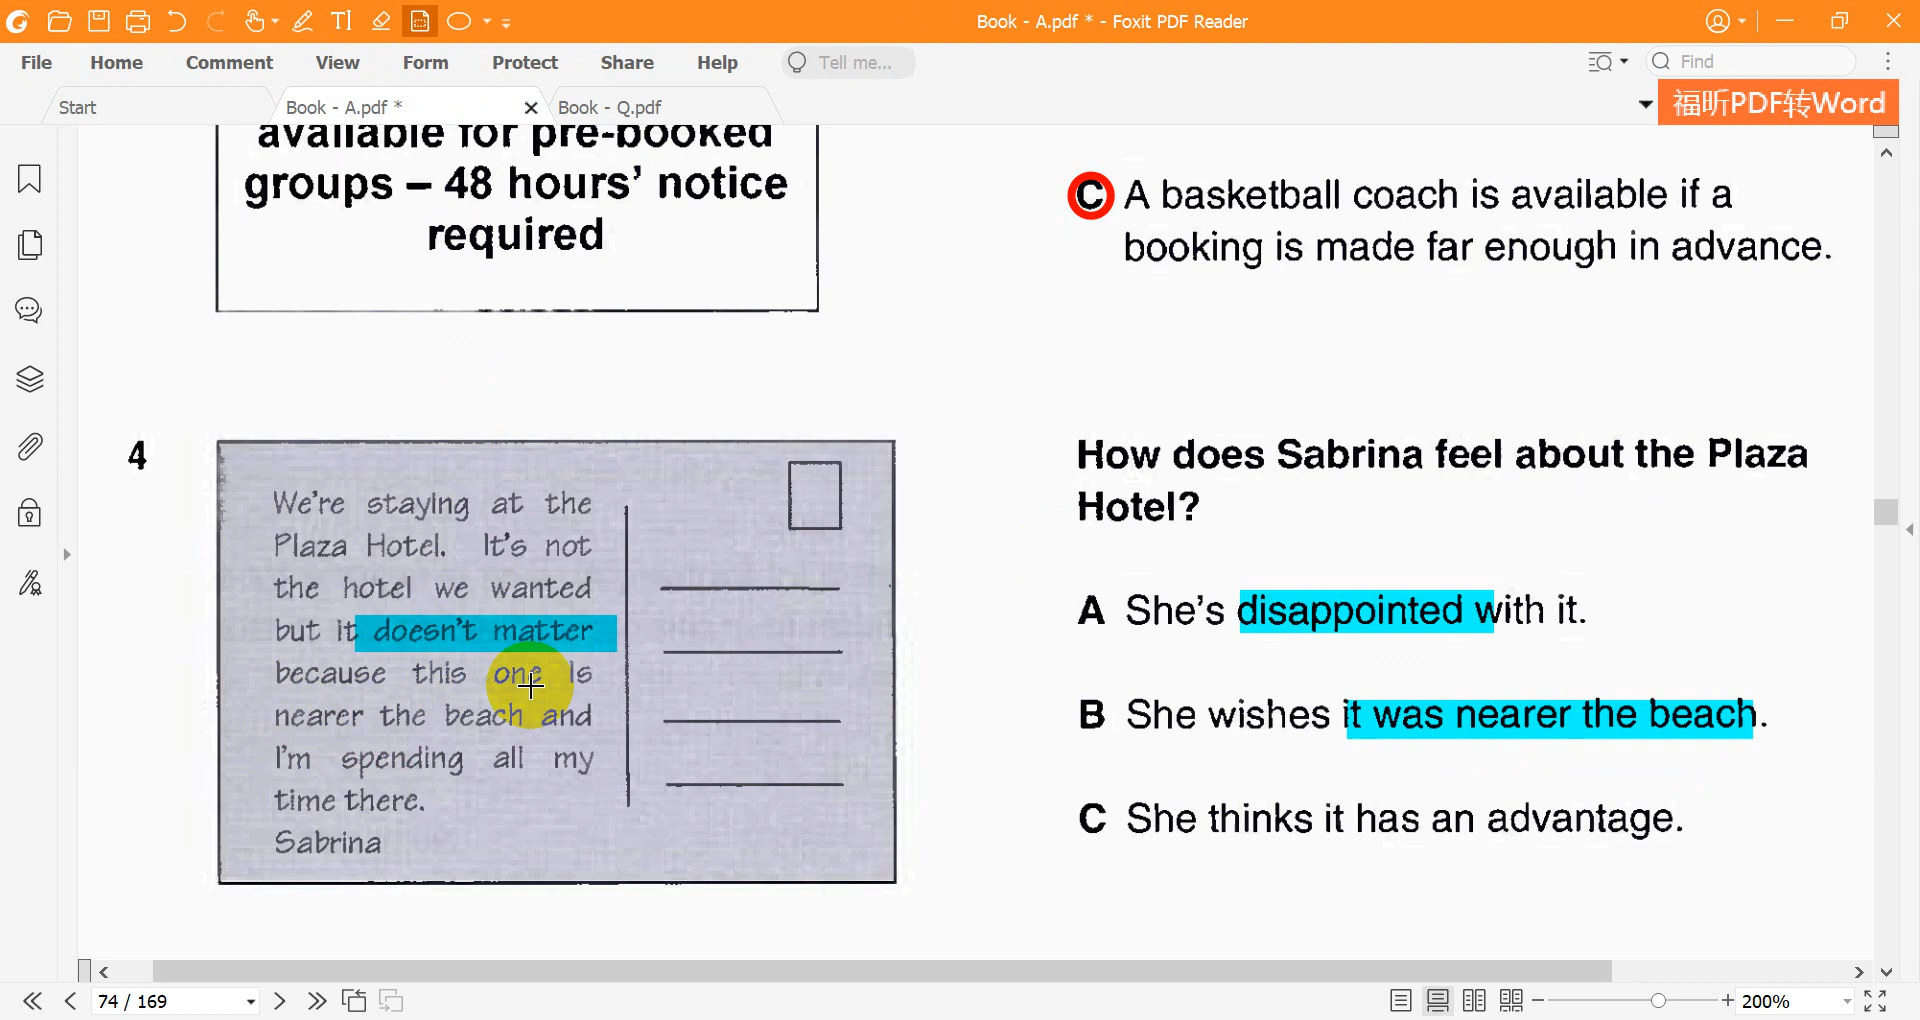 Book - A.pdf * - Foxit PDF Reader
File Home Comment View Form Protect Share Help Tell me... Find
Start Book - A.pdf * Book - Q.pdf 福昕PDF转Word
available for pre-booked
groups – 48 hours' notice
required
C A basketball coach is available if a
booking is made far enough in advance.
4
We're staying at the
Plaza Hotel. It's not
the hotel we wanted
but it doesn't matter
because this one is
nearer the beach and
I'm spending all my
time there.
Sabrina
How does Sabrina feel about the Plaza
Hotel?
A She's disappointed with it.
B She wishes it was nearer the beach.
C She thinks it has an advantage.
74 / 169 200%